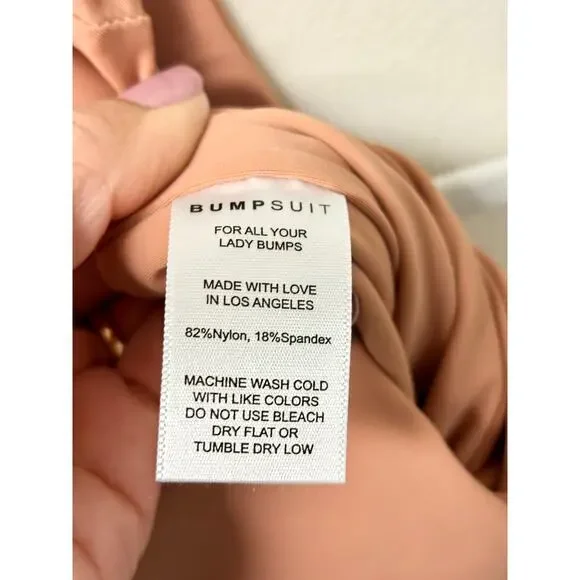 BUMPSUIT
FOR ALL YOUR
LADY BUMPS
MADE WITH LOVE
IN LOS ANGELES
82%Nylon, 18%Spandex
MACHINE WASH COLD
WITH LIKE COLORS
DO NOT USE BLEACH
DRY FLAT OR
TUMBLE DRY LOW